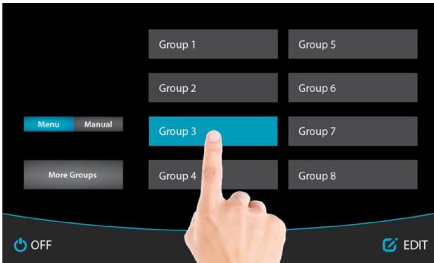 Group 1
Group 5
Group 2
Group 6
Menu
Manual
Group 3
Group 7
More Groups
Group 4
Group 8
OFF
EDIT